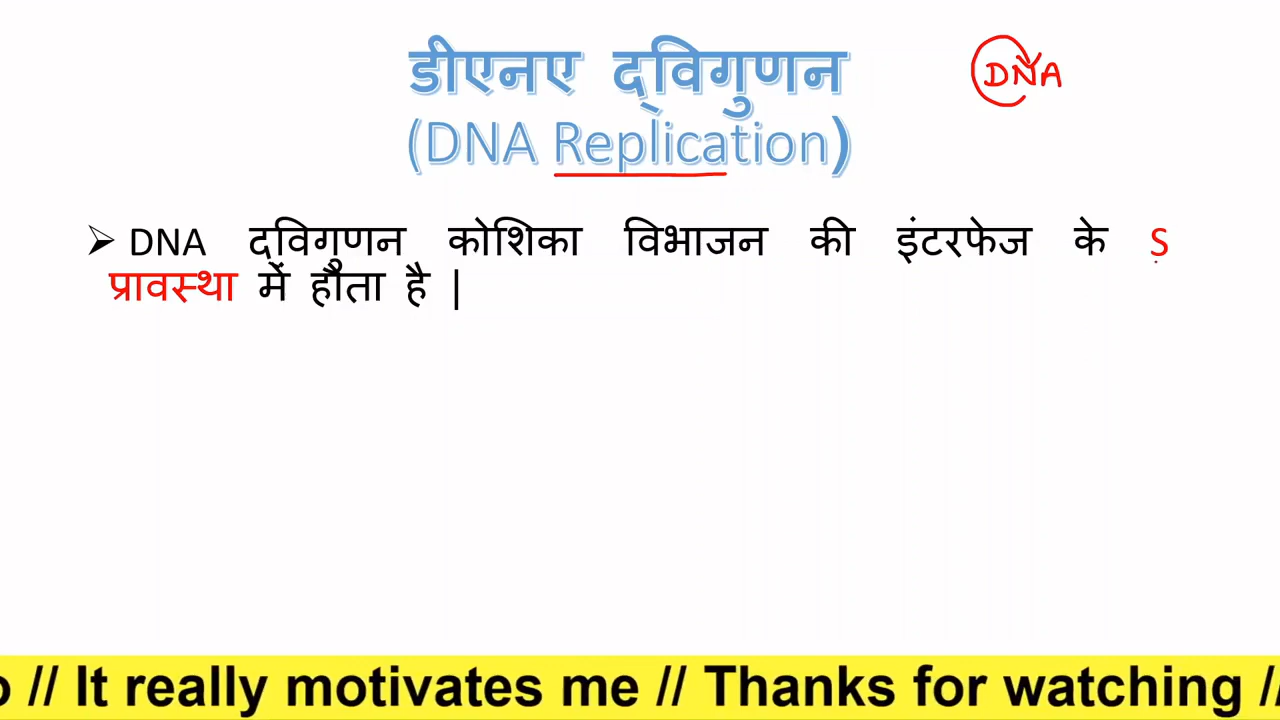 डीएनए द्विगुणन
DNA
(DNA Replication)
➢ DNA द्विगुणन कोशिका विभाजन की इंटरफेज के S
प्रावस्था में होता है |
o // It really motivates me // Thanks for watching //